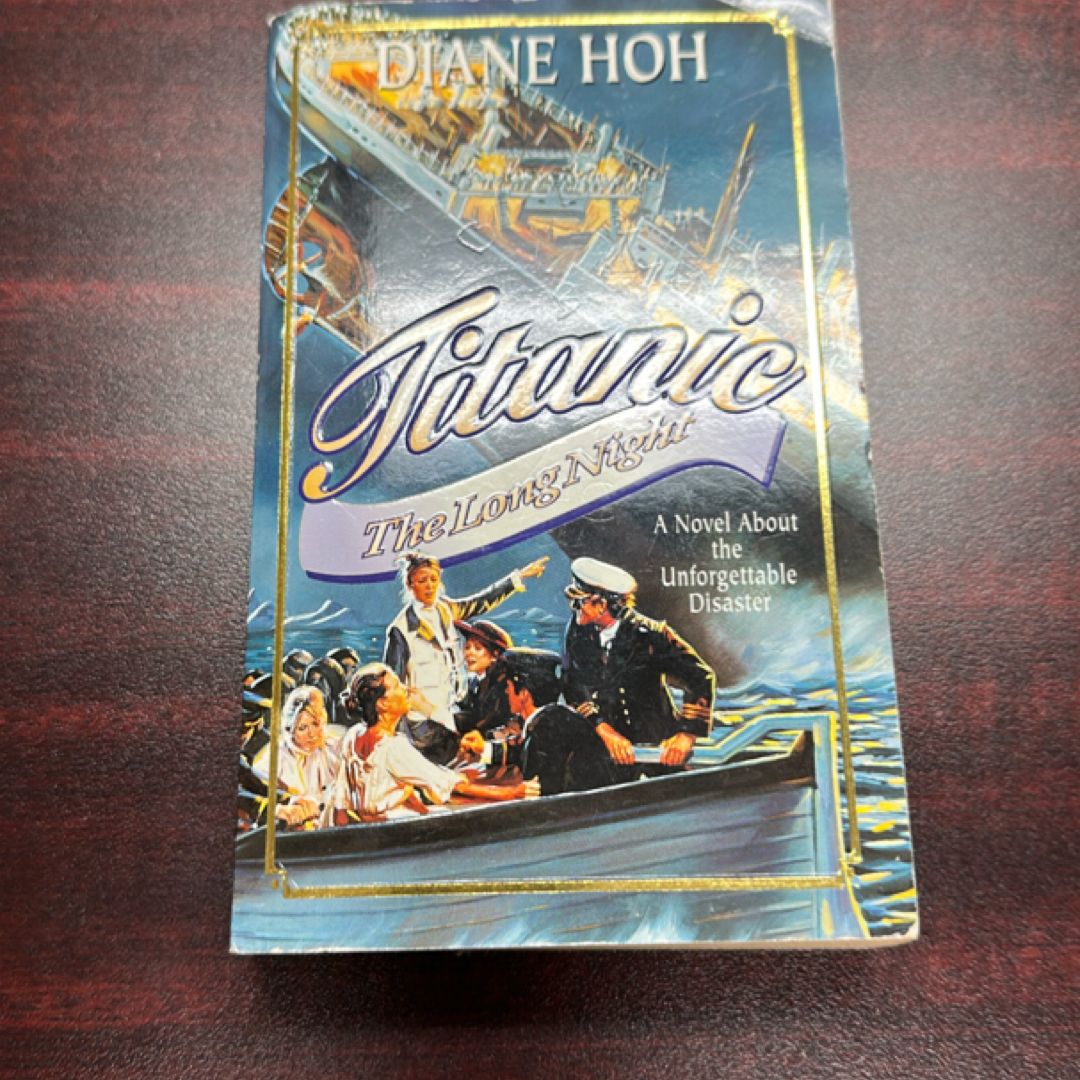 DIANE HOH
Titanic
The Long Night
A Novel About
the
Unforgettable
Disaster